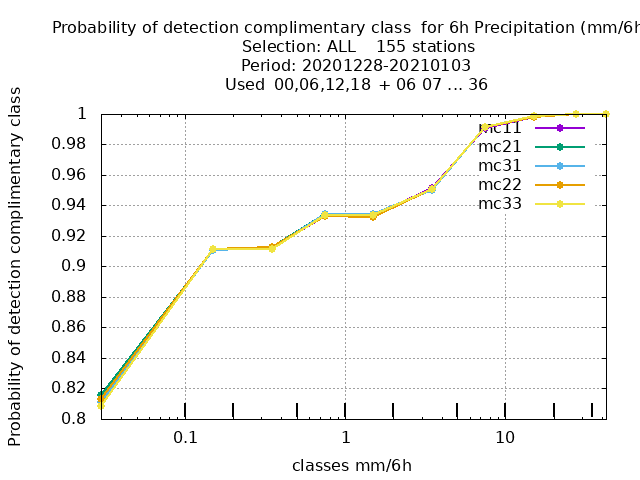 Probability of detection complimentary class  for 6h Precipitation (mm/6h
Selection: ALL    155 stations
Period: 20201228-20210103
Used  00,06,12,18  + 06 07 ... 36
Probability of detection complimentary class
1
0.98
0.96
0.94
0.92
0.9
0.88
0.86
0.84
0.82
0.8
mc11
mc21
mc31
mc22
mc33
0.1
1
10
classes mm/6h